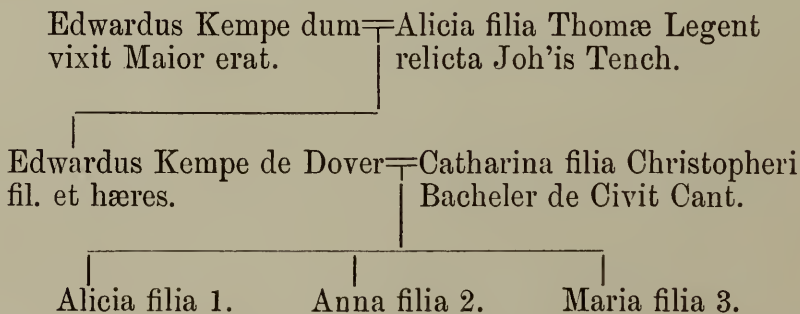 Edwardus Kempe dum Alicia filia Thomæ Legent
vixit Maior erat. relicta Joh'is Tench.
Edwardus Kempe de Dover Catharina filia Christopheri
fil. et hæres. Bacheler de Civit Cant.
Alicia filia 1. Anna filia 2. Maria filia 3.